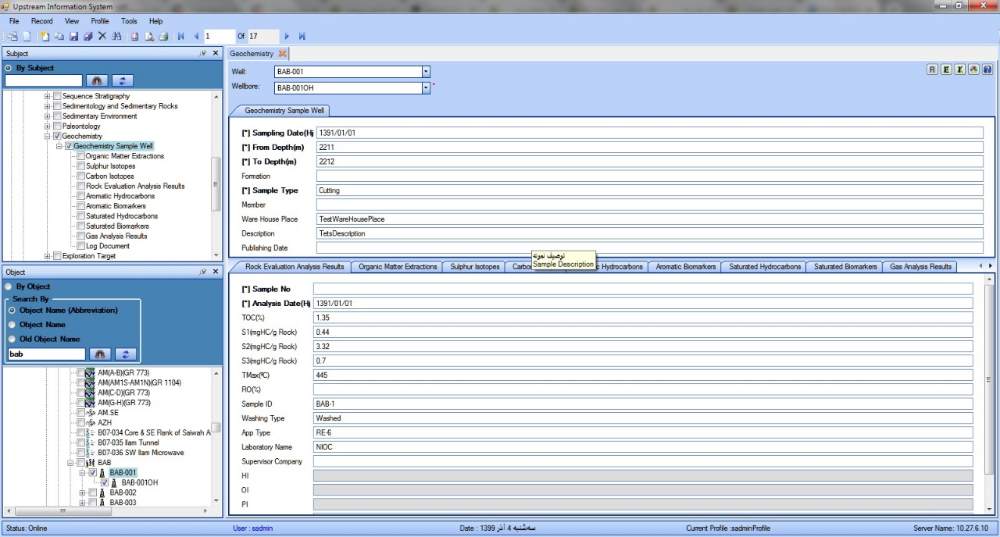 Upstream Information System
File Record View Profile Tools Help
1 Of 17
Subject
By Subject
Sequence Stratigraphy
Sedimentology and Sedimentary Rocks
Sedimentary Environment
Paleontology
Geochemistry
Geochemistry Sample Well
Organic Matter Extractions
Sulphur Isotopes
Carbon Isotopes
Rock Evaluation Analysis Results
Aromatic Hydrocarbons
Aromatic Biomarkers
Saturated Hydrocarbons
Saturated Biomarkers
Gas Analysis Results
Log Document
Exploration Target
Object
By Object
Search By
Object Name (Abbreviation)
Object Name
Old Object Name
bab
AM(A-B)(GR 773)
AM(AM1S-AM1N)(GR 1104)
AM(C-D)(GR 773)
AM(G-H)(GR 773)
AM.SE
AZH
B07-034 Core & SE Flank of Saiwah A
B07-035 Ilam Tunnel
B07-036 SW Ilam Microwave
BAB
BAB-001
BAB-001OH
BAB-002
BAB-003
Geochemistry
Well: BAB-001
Wellbore: BAB-001OH *
R E
Geochemistry Sample Well
[*] Sampling Date(Hj 1391/01/01
[*] From Depth(m) 2211
[*] To Depth(m) 2212
Formation
[*] Sample Type Cutting
Member
Ware House Place TestWareHousePlace
Description TetsDescription
Publishing Date
توصیف نمونه
Sample Description
Rock Evaluation Analysis Results Organic Matter Extractions Sulphur Isotopes Carbo Hydrocarbons Aromatic Biomarkers Saturated Hydrocarbons Saturated Biomarkers Gas Analysis Results
[*] Sample No
[*] Analysis Date(Hj 1391/01/01
TOC(%) 1.35
S1(mgHC/g Rock) 0.44
S2(mgHC/g Rock) 3.32
S3(mgHC/g Rock) 0.7
TMax(ºC) 445
RO(%)
Sample ID BAB-1
Washing Type Washed
App Type RE-6
Laboratory Name NIOC
Supervisor Company
HI
OI
PI
Status: Online User : sadmin Date : سه‌شنبه 4 آذر 1399 Current Profile :sadminProfile Server Name: 10.27.6.10